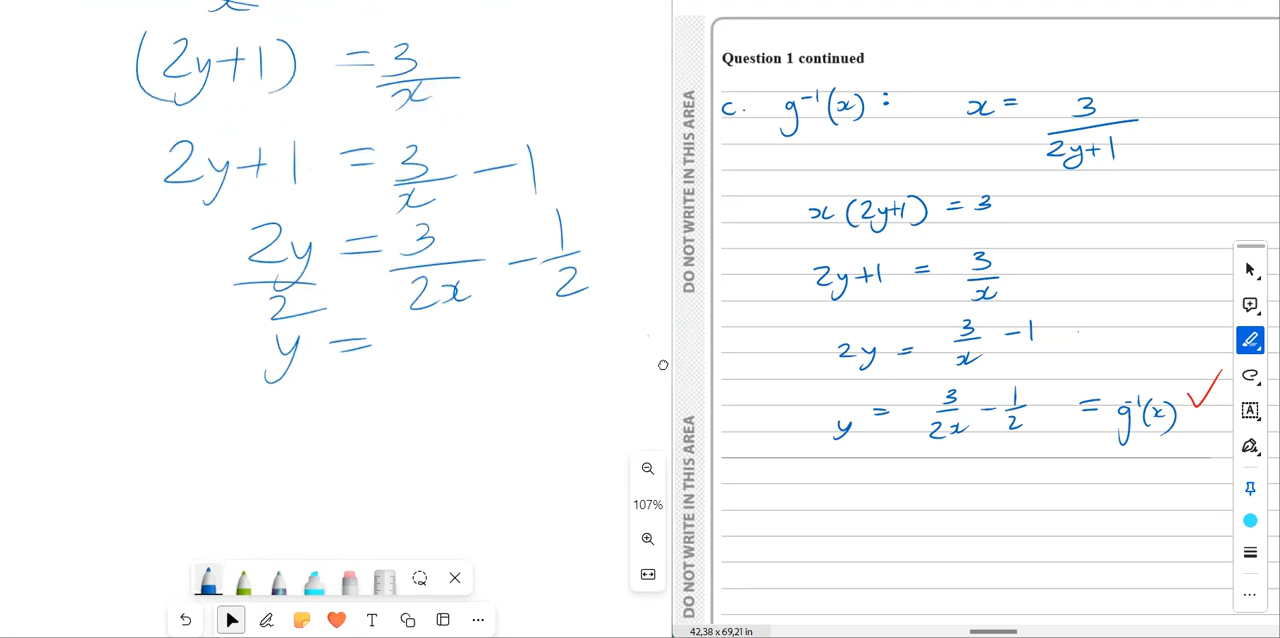 (2y+1) = 3/x
2y+1 = 3/x - 1
2y/2 = 3/2x - 1/2
y =
107%
DO NOT WRITE IN THIS AREA
DO NOT WRITE IN THIS AREA
Question 1 continued
c. g⁻¹(x) : x = 3/(2y+1)
x(2y+1) = 3
2y+1 = 3/x
2y = 3/x - 1
y = 3/2x - 1/2 = g⁻¹(x) ✓
42,38 x 69,21 in